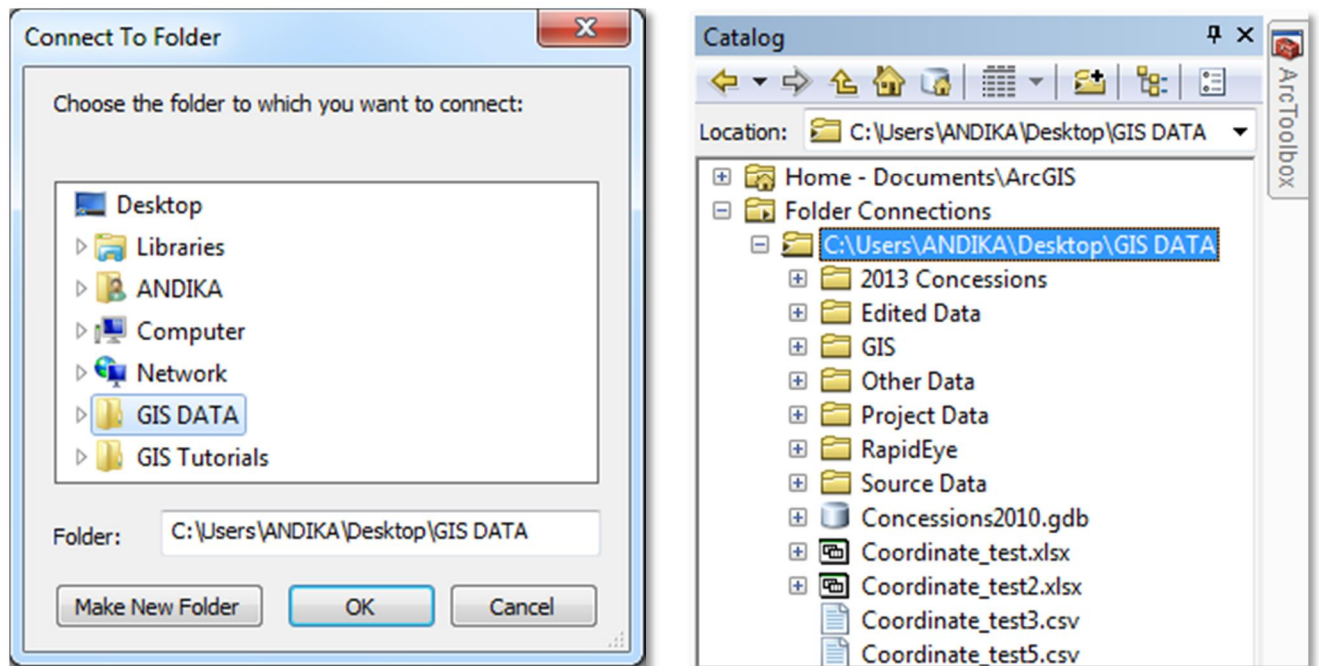 Connect To Folder
Choose the folder to which you want to connect:
Desktop
Libraries
ANDIKA
Computer
Network
GIS DATA
GIS Tutorials
Folder: C:\Users\ANDIKA\Desktop\GIS DATA
Make New Folder OK Cancel
Catalog
Location: C:\Users\ANDIKA\Desktop\GIS DATA
Home - Documents\ArcGIS
Folder Connections
C:\Users\ANDIKA\Desktop\GIS DATA
2013 Concessions
Edited Data
GIS
Other Data
Project Data
RapidEye
Source Data
Concessions2010.gdb
Coordinate_test.xlsx
Coordinate_test2.xlsx
Coordinate_test3.csv
Coordinate_test5.csv
ArcToolbox